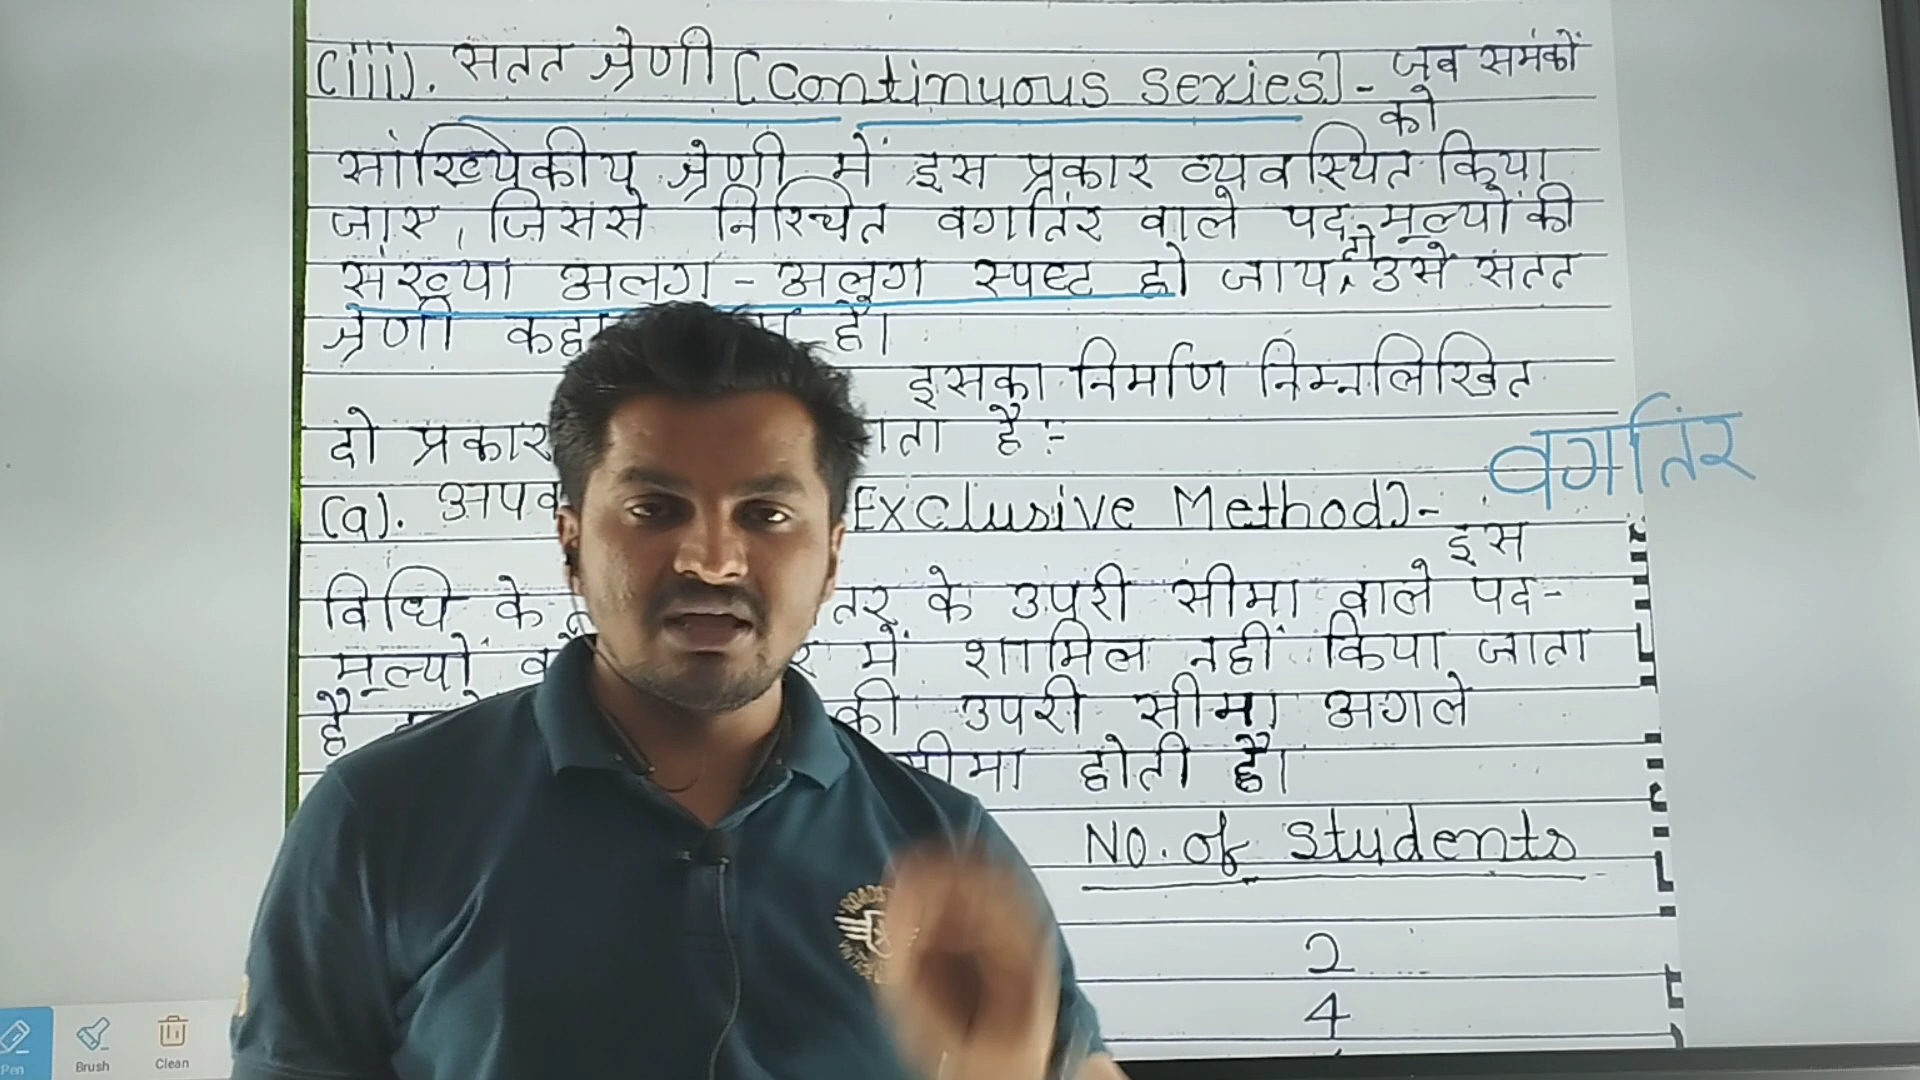 (iii). सतत श्रेणी (Continuous Series) - जब समंकों
को
सांख्यिकीय श्रेणी में इस प्रकार व्यवस्थित किया
जाए, जिससे निश्चित वर्गांतर वाले पद-मूल्यों की
संख्या अलग-अलग स्पष्ट हो जाय, तो उसे सतत
श्रेणी कहा है।
इसका निर्माण निम्नलिखित
दो प्रकार है :-
वर्गांतर
(a). Exclusive Method) -
इस
विधि के के उपरी सीमा वाले पद-
मूल्यों में शामिल नहीं किया जाता
है की उपरी सीमा अगले
सीमा होती है।
No. of Students
2
4
Pen Brush Clean